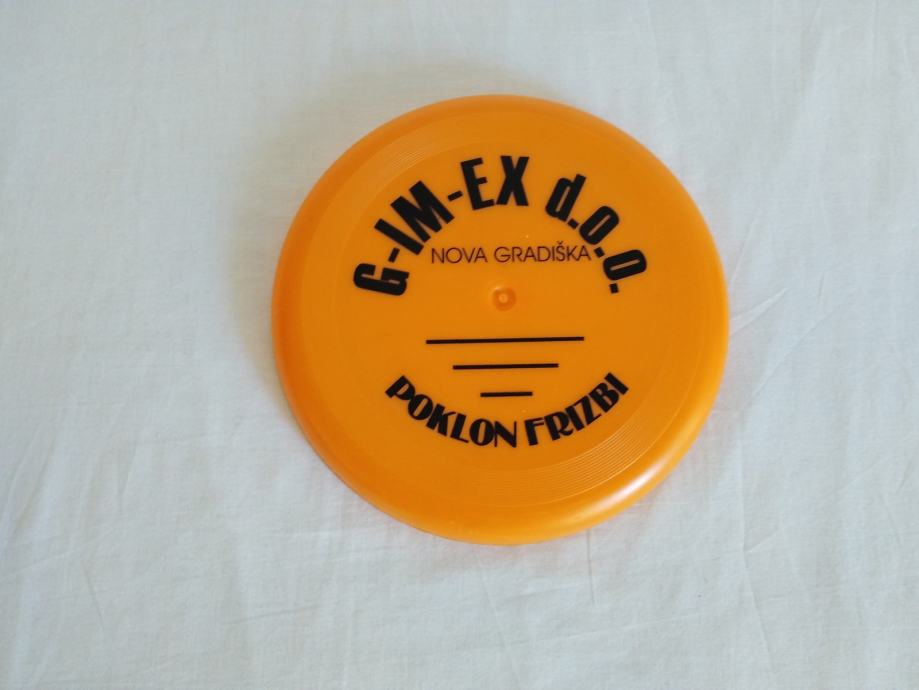 G-IM-EX d.o.o.
NOVA GRADIŠKA
POKLON FRIZBI